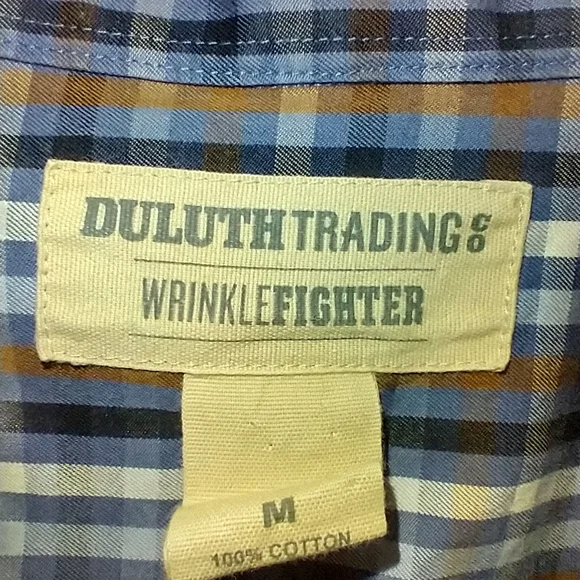 DULUTH TRADING CO
WRINKLEFIGHTER
M
100% COTTON